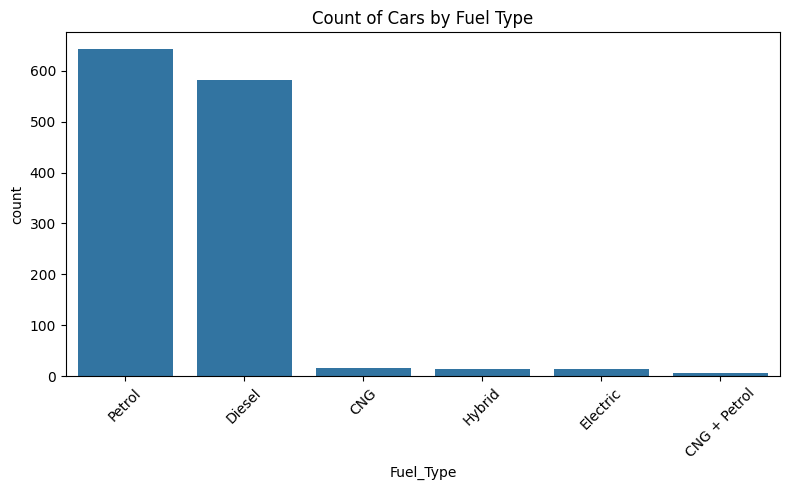 Count of Cars by Fuel Type
count
600
500
400
300
200
100
0
Petrol
Diesel
CNG
Hybrid
Electric
CNG + Petrol
Fuel_Type